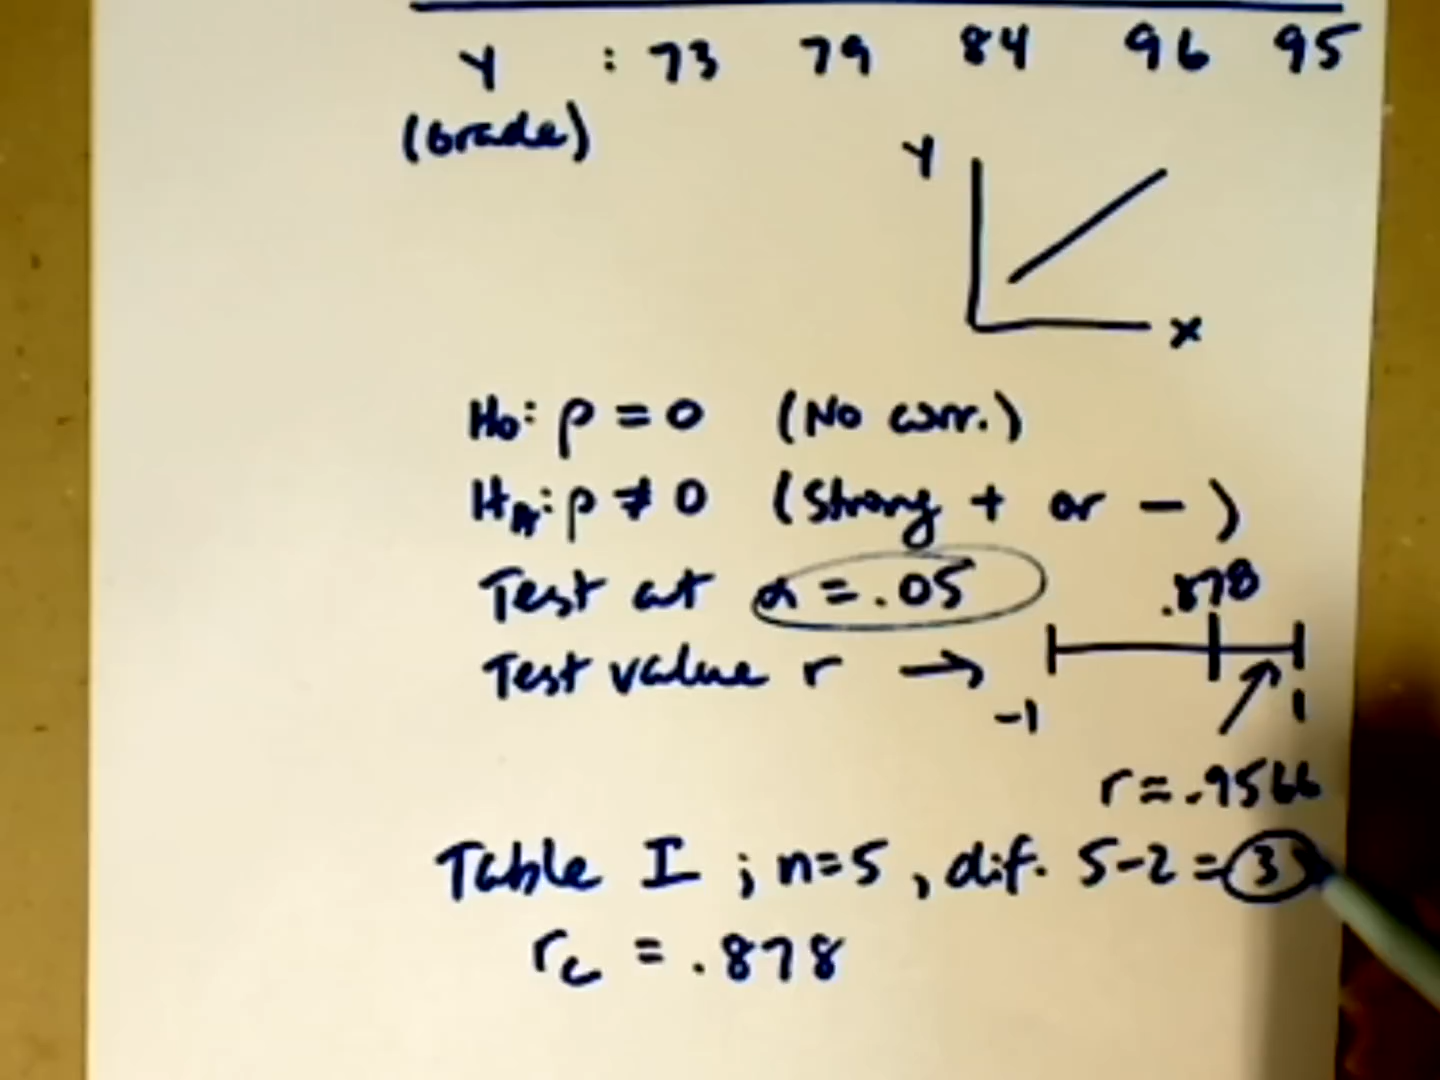 Y : 73 79 84 96 95
(Grade)
Y
X
Ho: ρ = 0 (No corr.)
HA: ρ ≠ 0 (Strong + or - )
Test at α = .05
.878
Test value r →
-1 1
r = .9566
Table I ; n=5 , d.f. 5-2 = 3
rc = .878